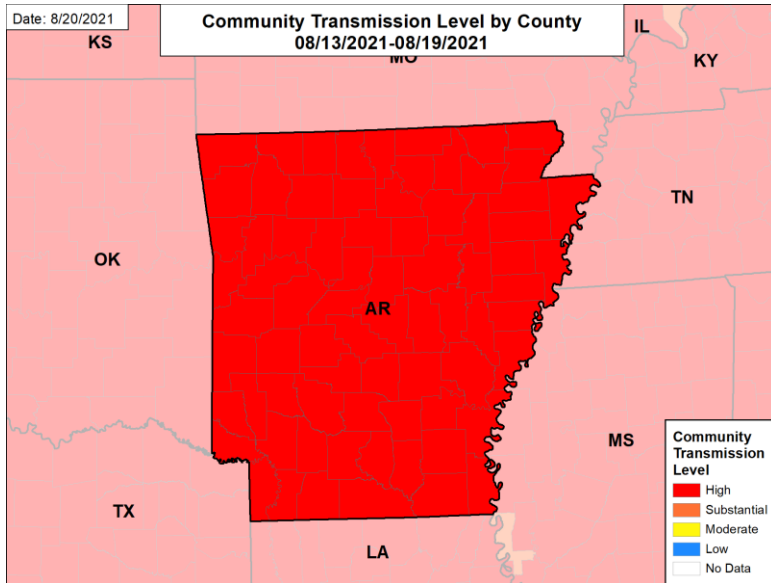 Date: 8/20/2021
Community Transmission Level by County
08/13/2021-08/19/2021
KS
MO
IL
KY
TN
OK
AR
MS
TX
LA
Community
Transmission
Level
High
Substantial
Moderate
Low
No Data